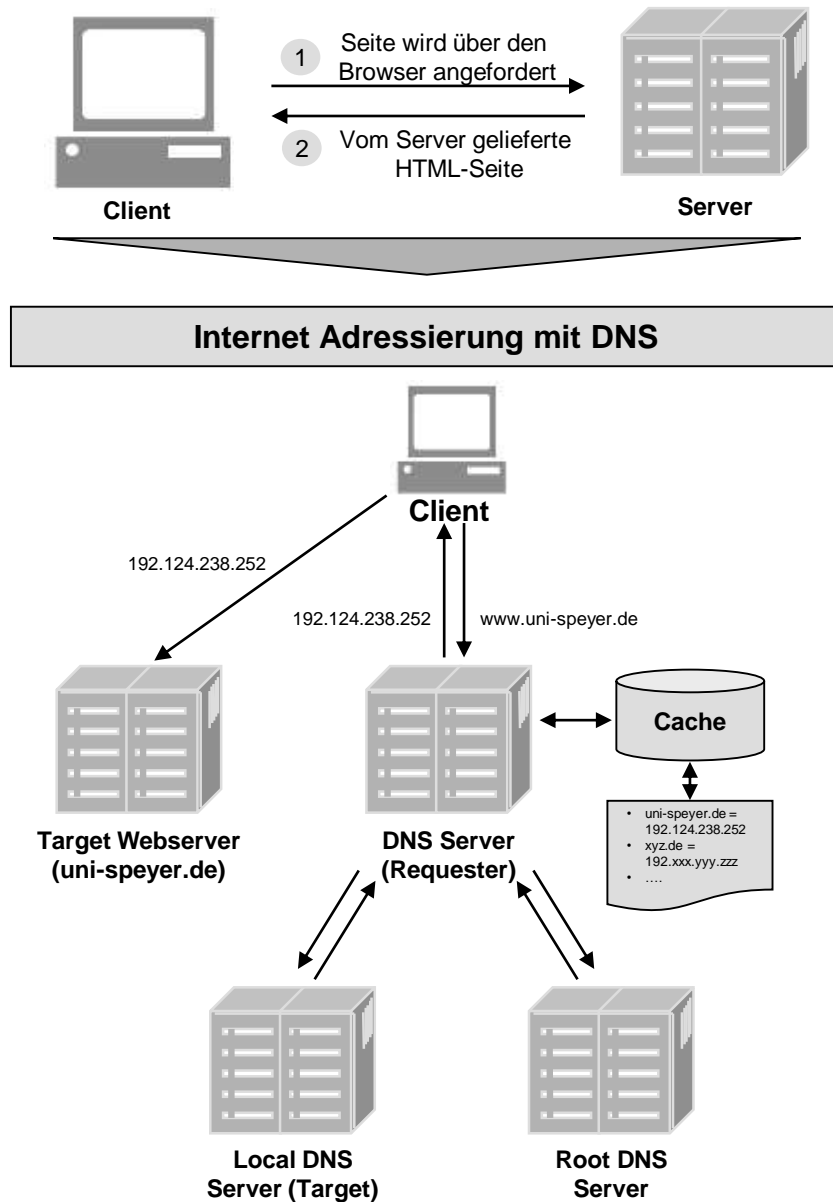 1
Seite wird über den
Browser angefordert
2
Vom Server gelieferte
HTML-Seite
Client
Server
Internet Adressierung mit DNS
Client
192.124.238.252
192.124.238.252
www.uni-speyer.de
Cache
• uni-speyer.de =
192.124.238.252
• xyz.de =
192.xxx.yyy.zzz
• ….
Target Webserver
(uni-speyer.de)
DNS Server
(Requester)
Local DNS
Server (Target)
Root DNS
Server